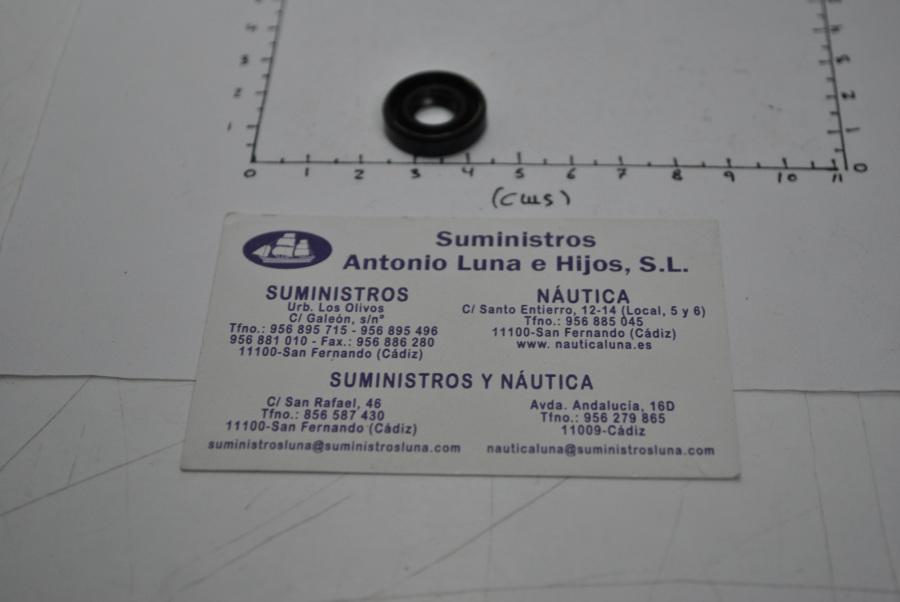 4
3
2
1
5
2
1
0
0 1 2 3 4 5 6 7 8 9 10 11
(cms)
Suministros
Antonio Luna e Hijos, S.L.
SUMINISTROS
Urb. Los Olivos
C/ Galeón, s/nº
Tfno.: 956 895 715 - 956 895 496
956 881 010 - Fax.: 956 886 280
11100-San Fernando (Cádiz)
NÁUTICA
C/ Santo Entierro, 12-14 (Local, 5 y 6)
Tfno.: 956 885 045
11100-San Fernando (Cádiz)
www. nauticaluna.es
SUMINISTROS Y NÁUTICA
C/ San Rafael, 46
Tfno.: 856 587 430
11100-San Fernando (Cádiz)
suministrosluna@suministrosluna.com
Avda. Andalucía, 16D
Tfno.: 956 279 865
11009-Cádiz
nauticaluna@suministrosluna.com